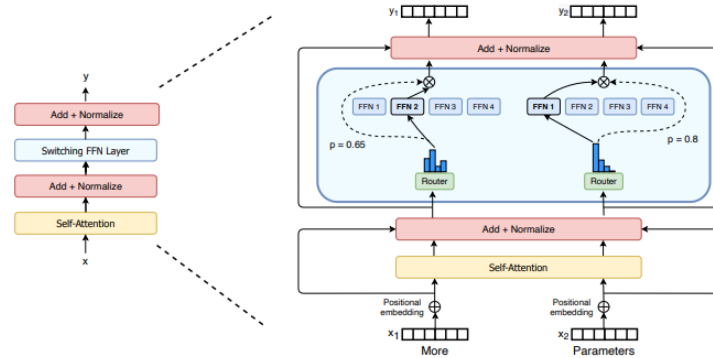 y
Add + Normalize
Switching FFN Layer
Add + Normalize
Self-Attention
x
y1 y2
Add + Normalize
FFN 1 FFN 2 FFN 3 FFN 4 FFN 1 FFN 2 FFN 3 FFN 4
p = 0.65 p = 0.8
Router Router
Add + Normalize
Self-Attention
Positional embedding Positional embedding
x1 x2
More Parameters